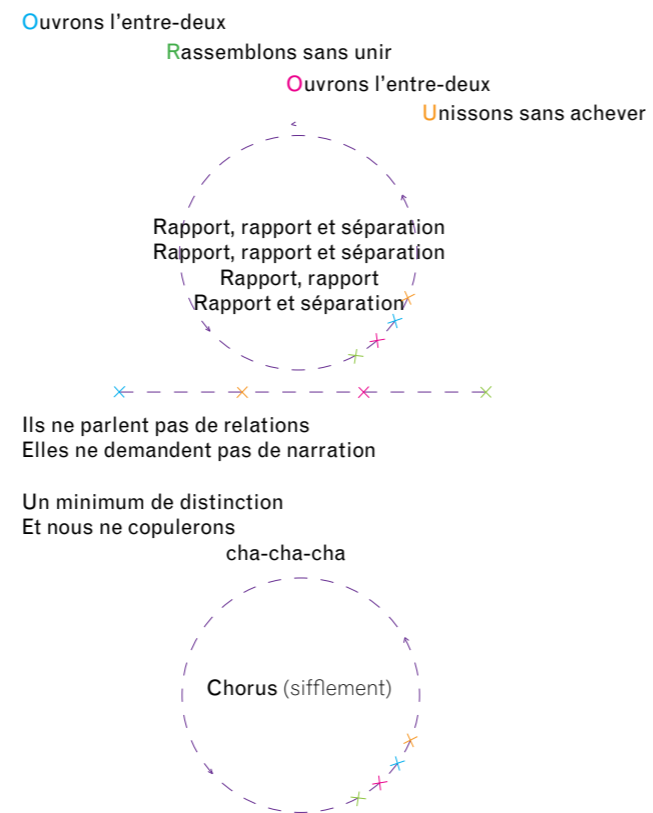 Ouvrons l'entre-deux
Rassemblons sans unir
Ouvrons l'entre-deux
Unissons sans achever
Rapport, rapport et séparation
Rapport, rapport et séparation
Rapport, rapport
Rapport et séparation
Ils ne parlent pas de relations
Elles ne demandent pas de narration
Un minimum de distinction
Et nous ne copulerons
cha-cha-cha
Chorus (sifflement)